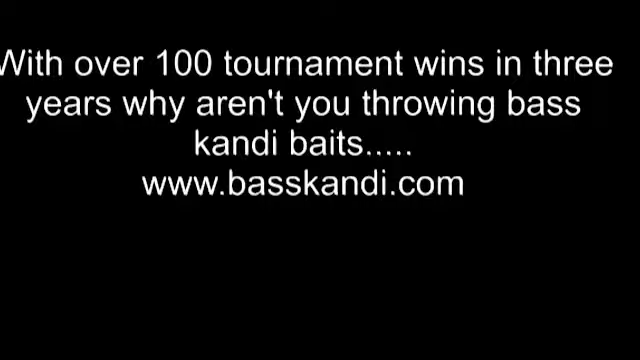 With over 100 tournament wins in three
years why aren't you throwing bass
kandi baits.....
www.basskandi.com